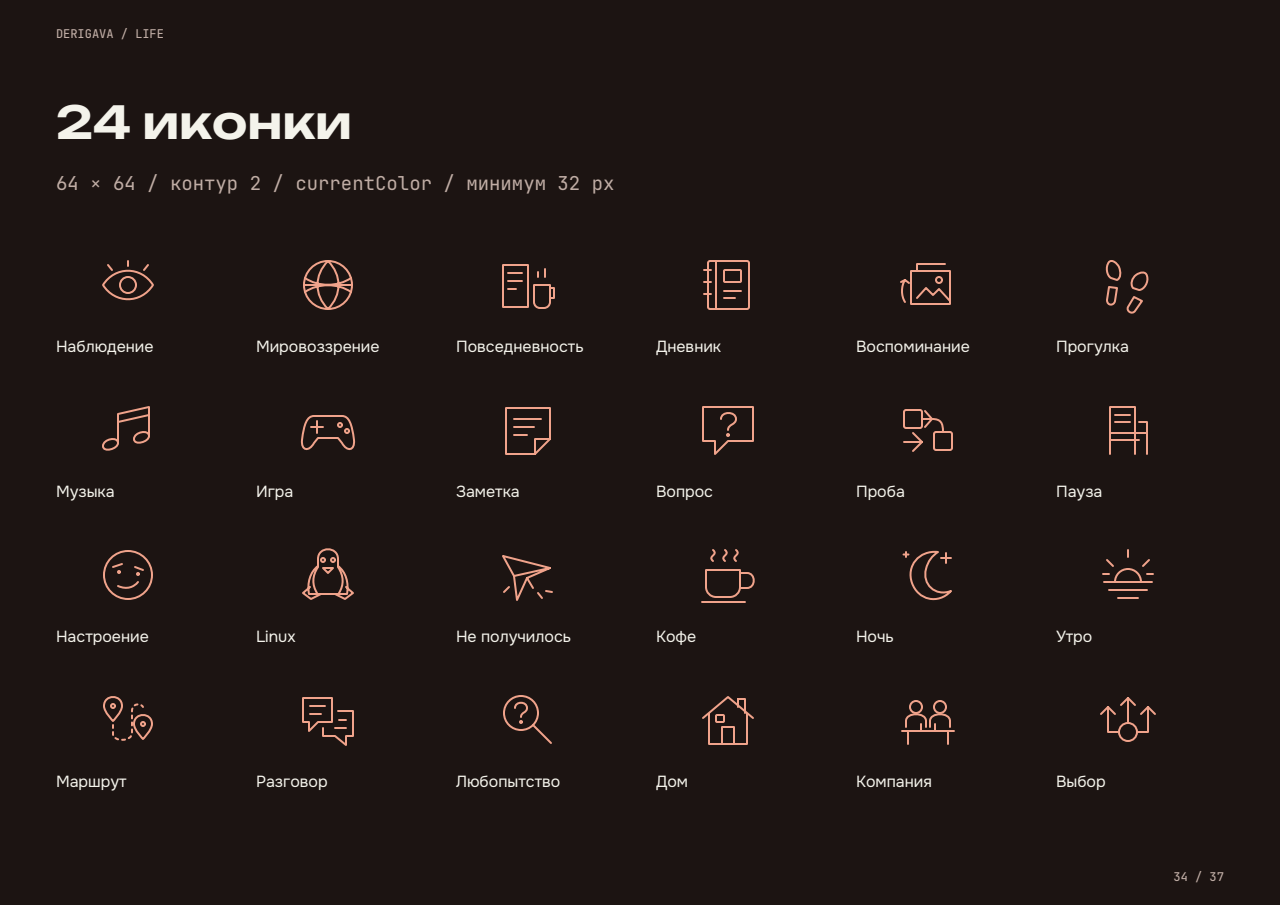 DERIGAVA / LIFE
24 иконки
64 × 64 / контур 2 / currentColor / минимум 32 px
Наблюдение Мировоззрение Повседневность Дневник Воспоминание Прогулка
Музыка Игра Заметка Вопрос Проба Пауза
Настроение Linux Не получилось Кофе Ночь Утро
Маршрут Разговор Любопытство Дом Компания Выбор
34 / 37